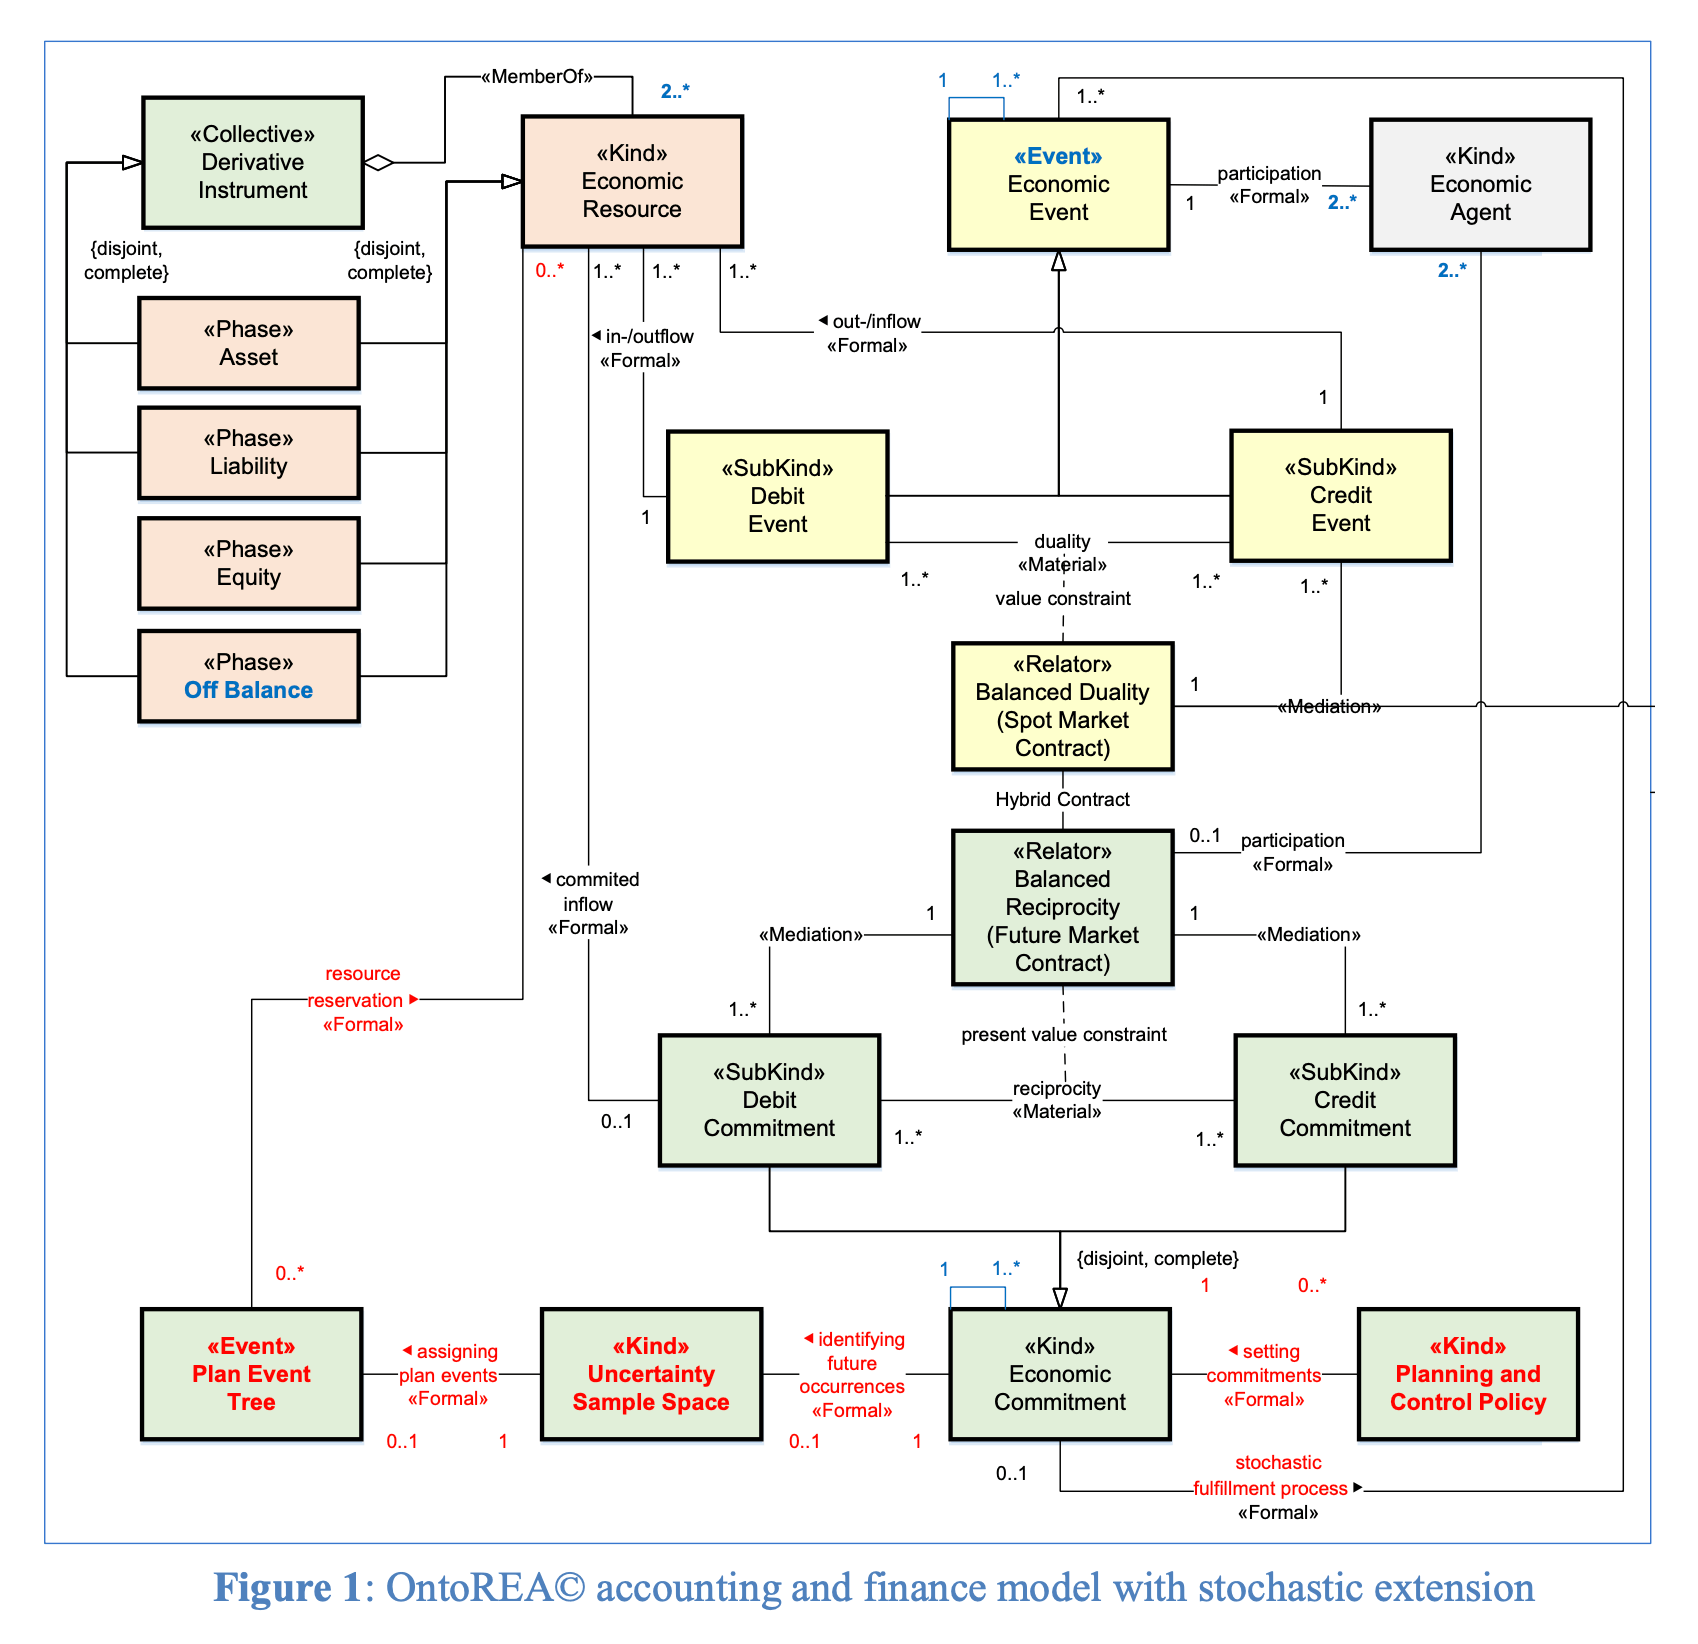 «MemberOf»
2..*
1
1..*
1..*
«Collective»
Derivative
Instrument
«Kind»
Economic
Resource
«Event»
Economic
Event
participation
«Formal»
1
2..*
«Kind»
Economic
Agent
{disjoint,
complete}
{disjoint,
complete}
0..*
1..*
1..*
1..*
2..*
«Phase»
Asset
◄ in-/outflow
«Formal»
◄ out-/inflow
«Formal»
1
«Phase»
Liability
«SubKind»
Debit
Event
«SubKind»
Credit
Event
1
duality
«Material»
1..*
1..*
1..*
value constraint
«Phase»
Equity
«Phase»
Off Balance
«Relator»
Balanced Duality
(Spot Market
Contract)
1
«Mediation»
Hybrid Contract
«Relator»
Balanced
Reciprocity
(Future Market
Contract)
0..1
participation
«Formal»
◄ commited
inflow
«Formal»
1
1
«Mediation»
«Mediation»
resource
reservation ►
«Formal»
1..*
1..*
present value constraint
«SubKind»
Debit
Commitment
reciprocity
«Material»
«SubKind»
Credit
Commitment
0..1
1..*
1..*
{disjoint, complete}
0..*
1
1..*
1
0..*
«Event»
Plan Event
Tree
◄ assigning
plan events
«Formal»
0..1
1
«Kind»
Uncertainty
Sample Space
◄ identifying
future
occurrences
«Formal»
0..1
1
«Kind»
Economic
Commitment
◄ setting
commitments
«Formal»
«Kind»
Planning and
Control Policy
0..1
stochastic
fulfillment process ►
«Formal»
Figure 1: OntoREA© accounting and finance model with stochastic extension